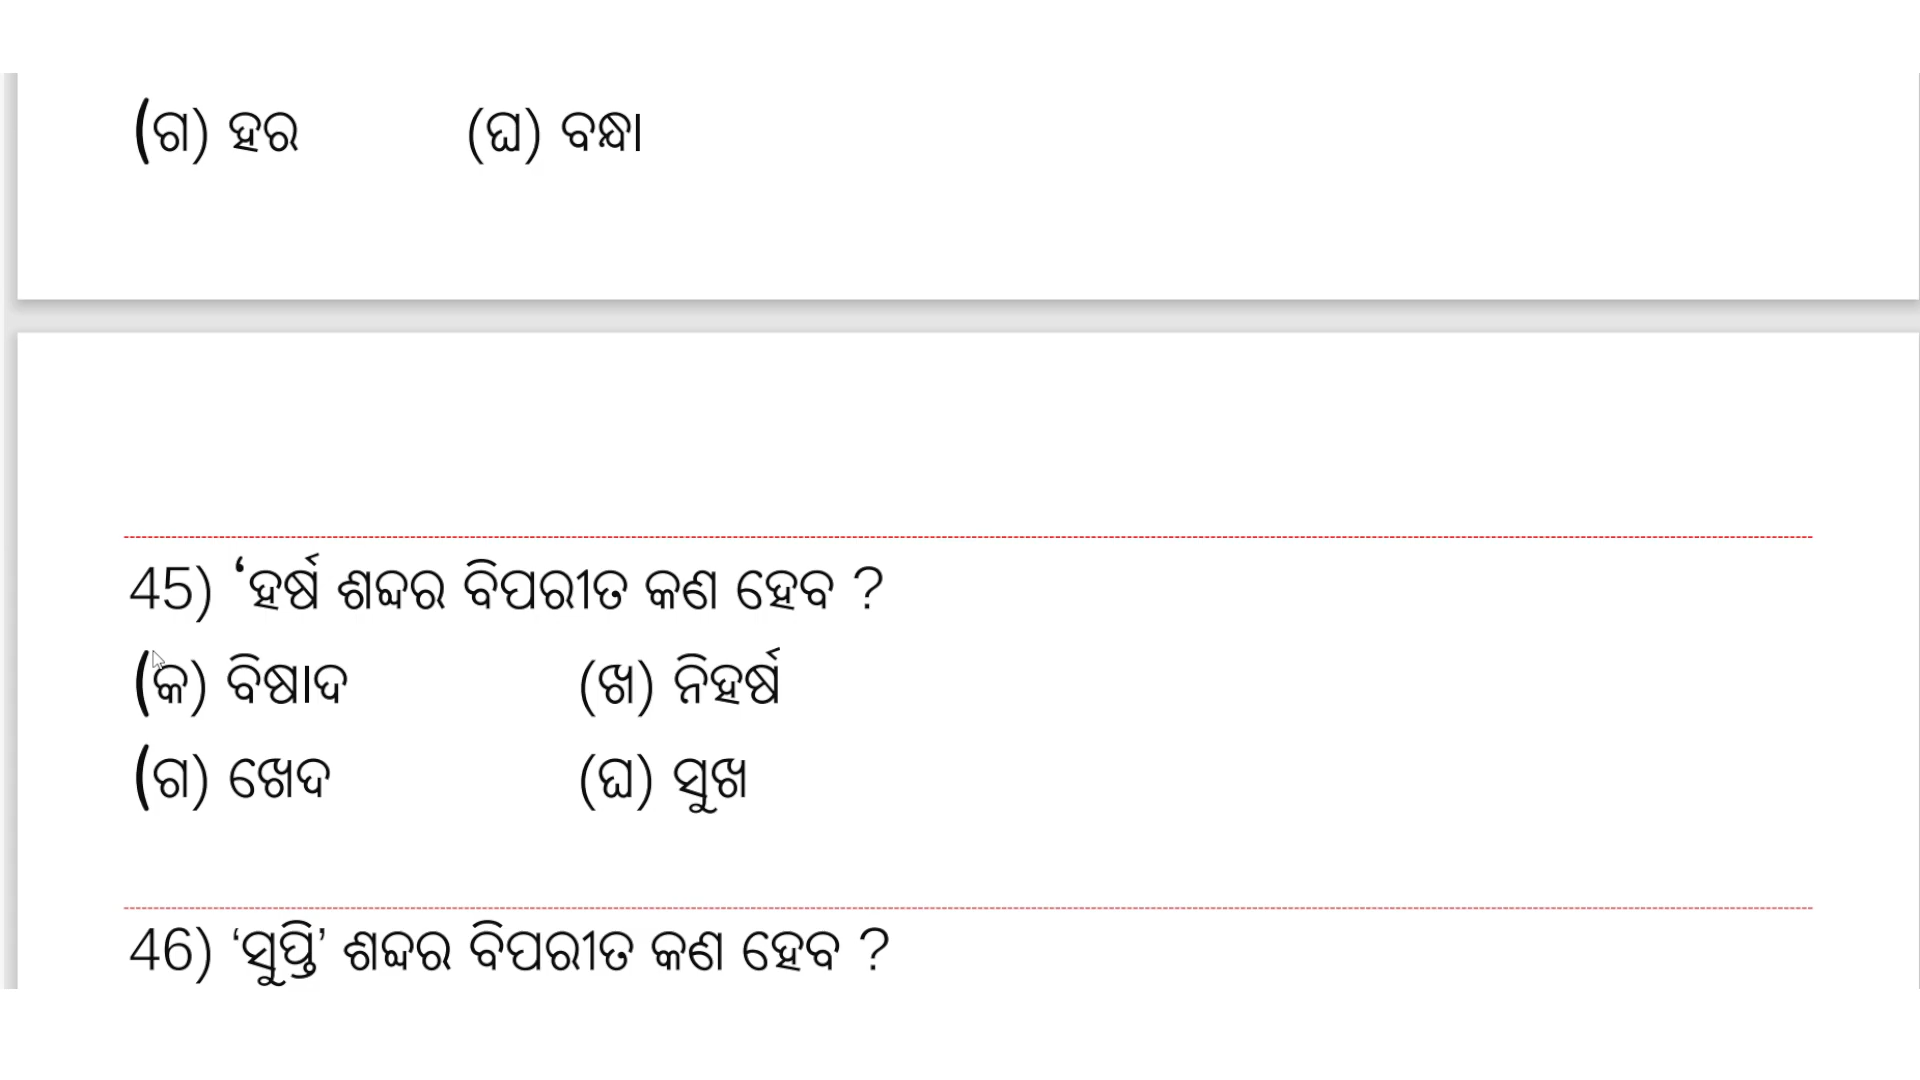 (ଗ) ହର (ଘ) ବନ୍ଧା
45) ‘ହର୍ଷ ଶବ୍ଦର ବିପରୀତ କଣ ହେବ ?
(କ) ବିଷାଦ (ଖ) ନିହର୍ଷ
(ଗ) ଖେଦ (ଘ) ସୁଖ
46) ‘ସୁପ୍ତି’ ଶବ୍ଦର ବିପରୀତ କଣ ହେବ ?